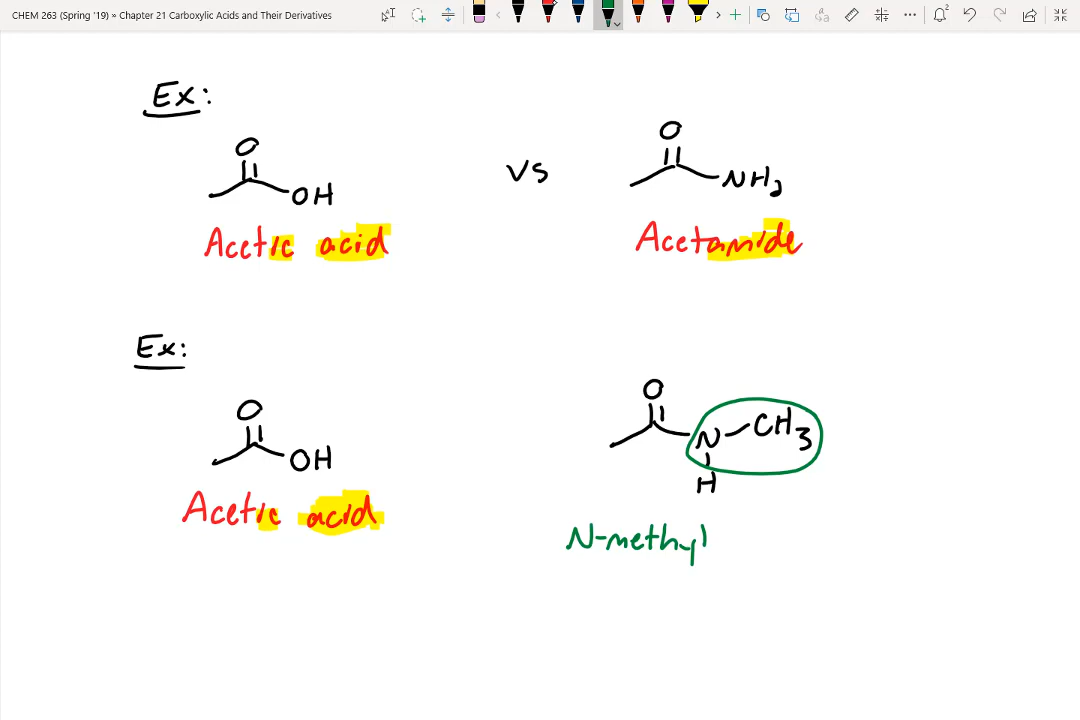 CHEM 263 (Spring '19) » Chapter 21 Carboxylic Acids and Their Derivatives
2
Ex:
O
OH
Acetic acid
vs
O
NH2
Acetamide
Ex:
O
OH
Acetic acid
O
N-CH3
H
N-methyl